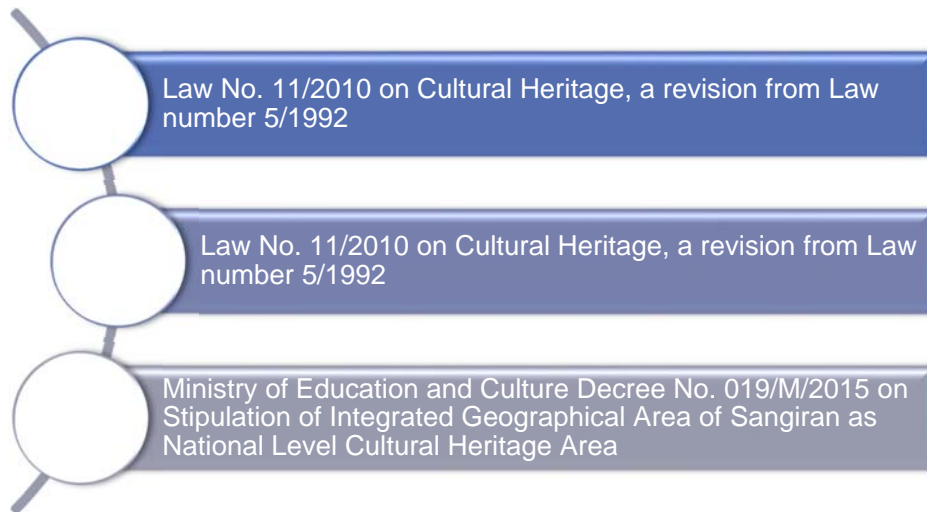 Law No. 11/2010 on Cultural Heritage, a revision from Law
number 5/1992
Law No. 11/2010 on Cultural Heritage, a revision from Law
number 5/1992
Ministry of Education and Culture Decree No. 019/M/2015 on
Stipulation of Integrated Geographical Area of Sangiran as
National Level Cultural Heritage Area